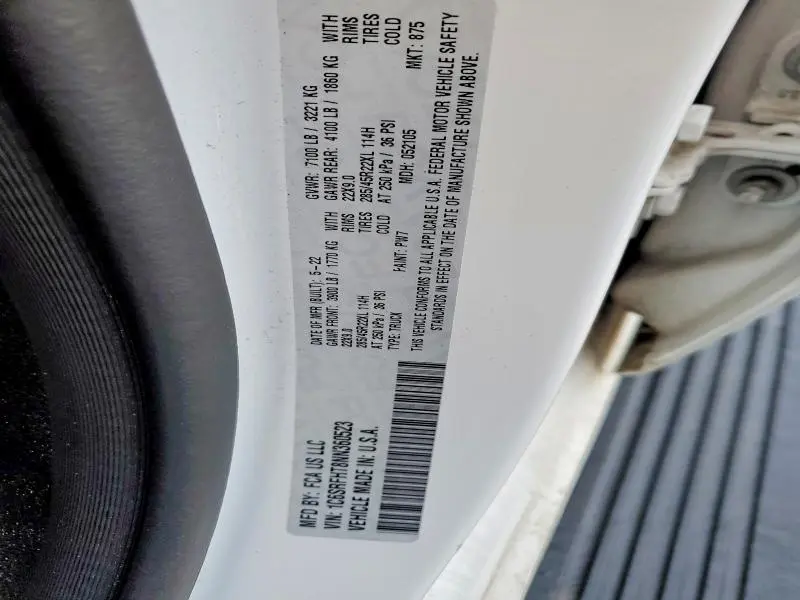 MFD BY: FCA US LLC
VIN: 1C6SRFHT8NN360523
VEHICLE MADE IN: U.S.A.
DATE OF MFR (BUILT): 5-22 GVWR: 7100 LB / 3221 KG
GAWR FRONT: 3900 LB / 1770 KG WITH GAWR REAR: 4100 LB / 1860 KG WITH
22X9.0 RIMS 22X9.0 RIMS
285/45R22XL 114H TIRES 285/45R22XL 114H TIRES
AT 250 kPa / 36 PSI COLD AT 250 kPa / 36 PSI COLD
TYPE: TRUCK PAINT: PW7 MDH: 052105 MKT: 875
THIS VEHICLE CONFORMS TO ALL APPLICABLE U.S.A. FEDERAL MOTOR VEHICLE SAFETY
STANDARDS IN EFFECT ON THE DATE OF MANUFACTURE SHOWN ABOVE.